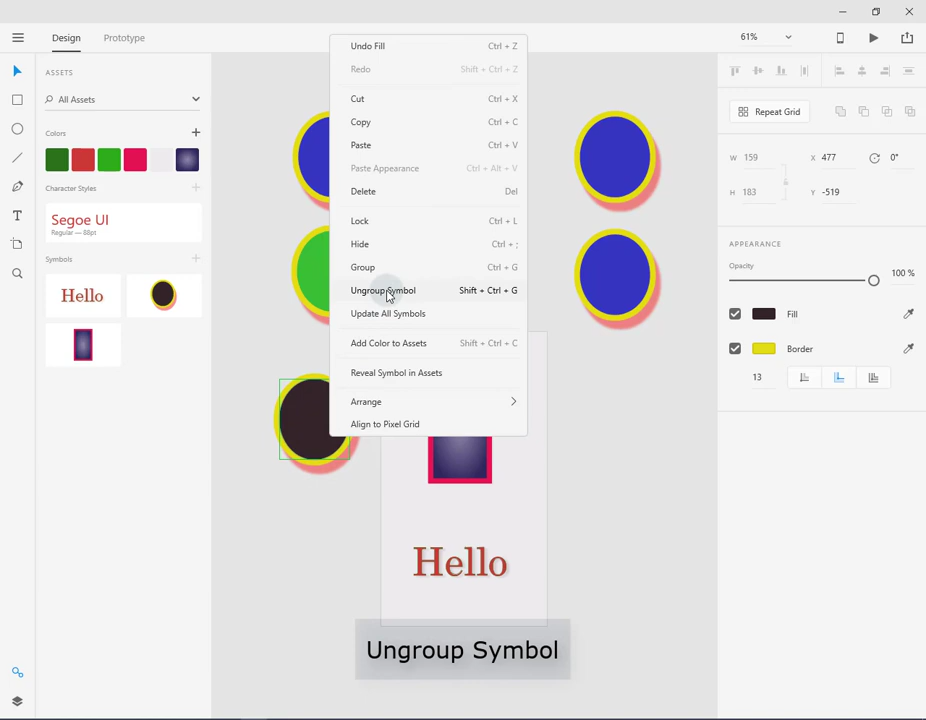 Design
Prototype
61%
ASSETS
All Assets
Colors
Character Styles
Segoe UI
Regular — 88pt
Symbols
Hello
Undo Fill Ctrl + Z
Redo Shift + Ctrl + Z
Cut Ctrl + X
Copy Ctrl + C
Paste Ctrl + V
Paste Appearance Ctrl + Alt + V
Delete Del
Lock Ctrl + L
Hide Ctrl + ;
Group Ctrl + G
Ungroup Symbol Shift + Ctrl + G
Update All Symbols
Add Color to Assets Shift + Ctrl + C
Reveal Symbol in Assets
Arrange
Align to Pixel Grid
Hello
Ungroup Symbol
Repeat Grid
W 159 X 477 0°
H 183 Y -519
APPEARANCE
Opacity
100 %
Fill
Border
13